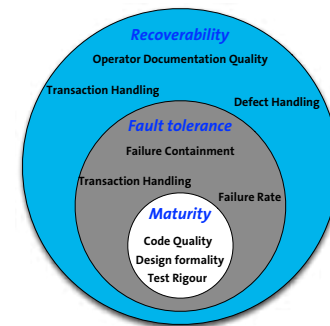 Recoverability
Operator Documentation Quality
Transaction Handling
Defect Handling
Fault tolerance
Failure Containment
Transaction Handling
Failure Rate
Maturity
Code Quality
Design formality
Test Rigour